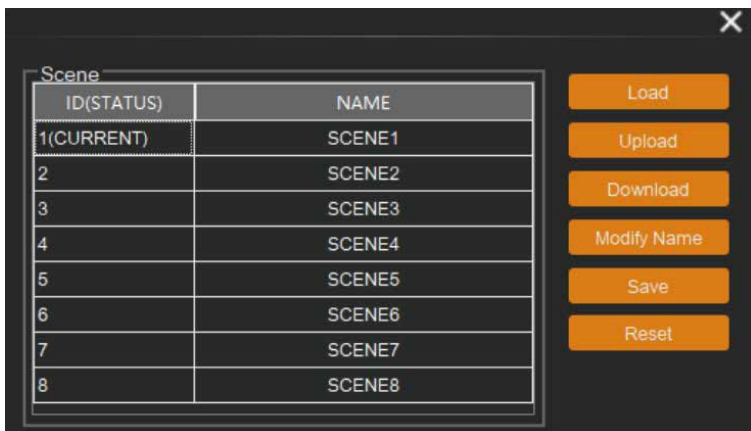 Scene
ID(STATUS) NAME
1(CURRENT) SCENE1
2 SCENE2
3 SCENE3
4 SCENE4
5 SCENE5
6 SCENE6
7 SCENE7
8 SCENE8
Load
Upload
Download
Modify Name
Save
Reset